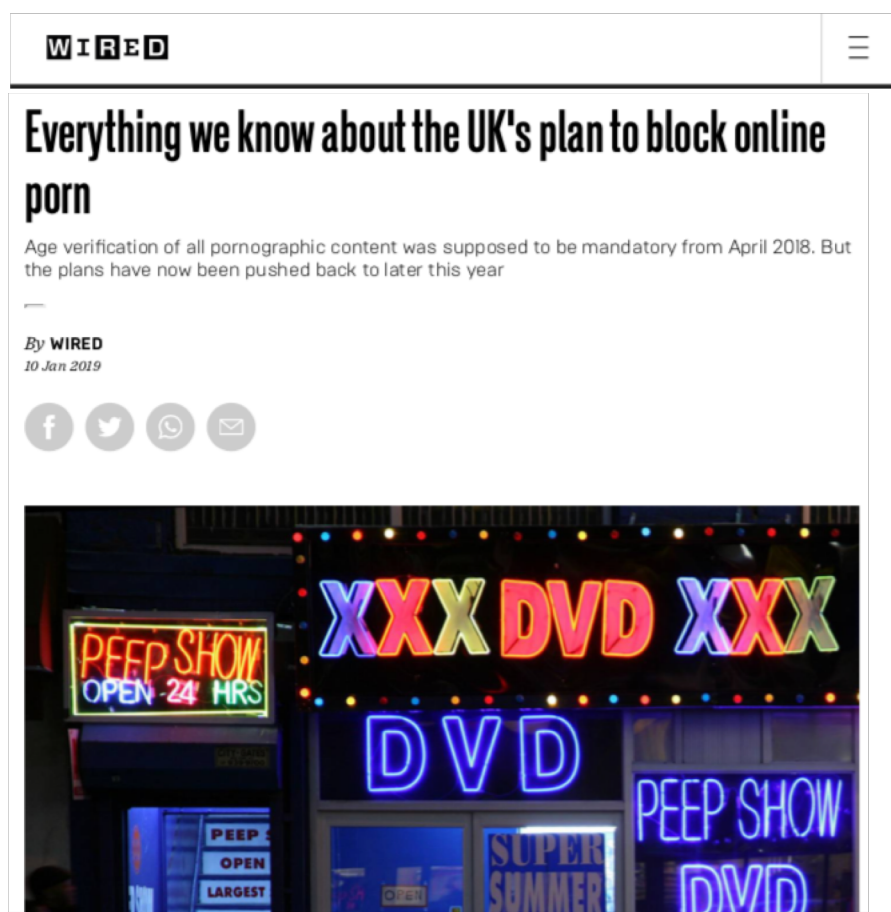 WIRED
Everything we know about the UK's plan to block online
porn
Age verification of all pornographic content was supposed to be mandatory from April 2018. But
the plans have now been pushed back to later this year
By WIRED
10 Jan 2019
XXX DVD XXX
PEEP SHOW
OPEN 24 HRS
DVD
PEEP SHOW
DVD
PEEP
OPEN
LARGEST
OPEN
SUPER
SUMMER